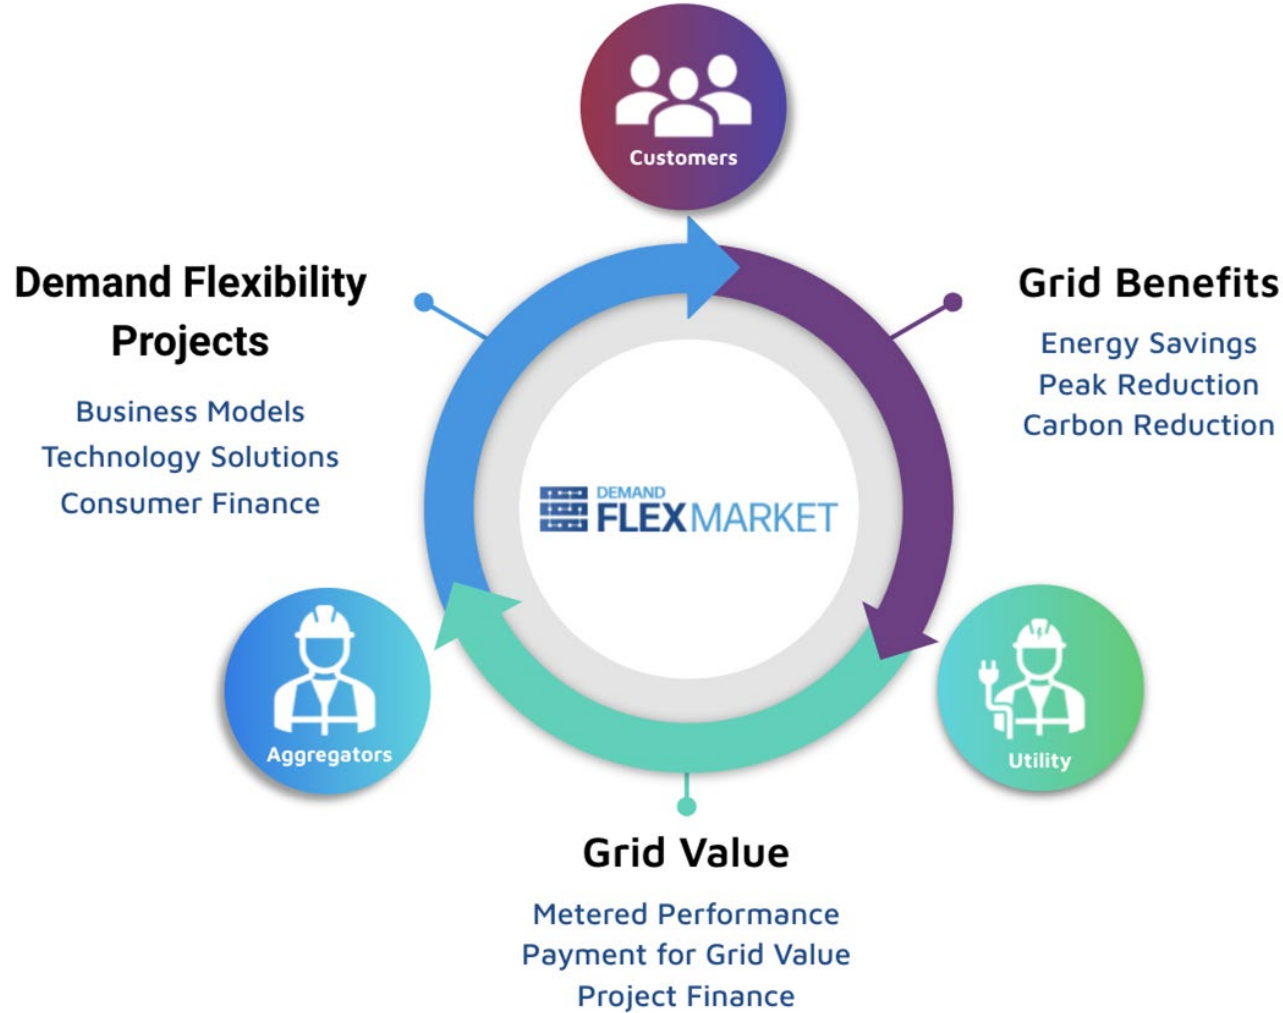 Customers
Demand Flexibility
Projects
Business Models
Technology Solutions
Consumer Finance
Grid Benefits
Energy Savings
Peak Reduction
Carbon Reduction
DEMAND
FLEXMARKET
Aggregators
Utility
Grid Value
Metered Performance
Payment for Grid Value
Project Finance